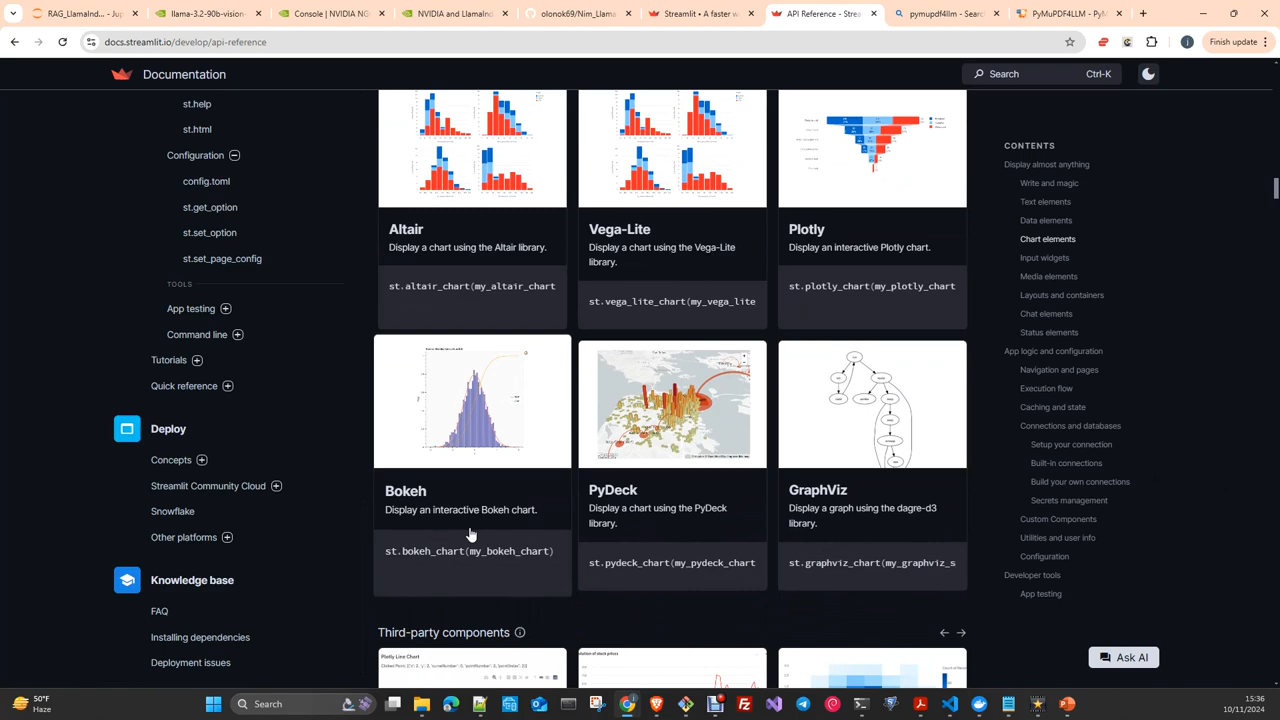 RAG_LlamaIndex - Jup
llama-3.2-90b-vision-
Console | NVIDIA NG
NVIDIA and LlamaInd
olonok69/Nim_Llama
Streamlit • A faster w
API Reference - Strea
pymupdf4llm - Searc
PyMuPDF4LLM - PyM
docs.streamlit.io/develop/api-reference
Finish update
Documentation
Search
Ctrl-K
st.help
st.html
Configuration
config.toml
st.get_option
st.set_option
st.set_page_config
TOOLS
App testing
Command line
Tutorials
Quick reference
Deploy
Concepts
Streamlit Community Cloud
Snowflake
Other platforms
Knowledge base
FAQ
Installing dependencies
Deployment issues
Altair
Display a chart using the Altair library.
st.altair_chart(my_altair_chart
Vega-Lite
Display a chart using the Vega-Lite
library.
st.vega_lite_chart(my_vega_lite
Plotly
Display an interactive Plotly chart.
st.plotly_chart(my_plotly_chart
Bokeh
Display an interactive Bokeh chart.
st.bokeh_chart(my_bokeh_chart)
PyDeck
Display a chart using the PyDeck
library.
st.pydeck_chart(my_pydeck_chart
GraphViz
Display a graph using the dagre-d3
library.
st.graphviz_chart(my_graphviz_s
Third-party components
Plotly Line Chart
CONTENTS
Display almost anything
Write and magic
Text elements
Data elements
Chart elements
Input widgets
Media elements
Layouts and containers
Chat elements
Status elements
App logic and configuration
Navigation and pages
Execution flow
Caching and state
Connections and databases
Setup your connection
Built-in connections
Build your own connections
Secrets management
Custom Components
Utilities and user info
Configuration
Developer tools
App testing
Ask AI
50°F
Haze
Search
15:36
10/11/2024